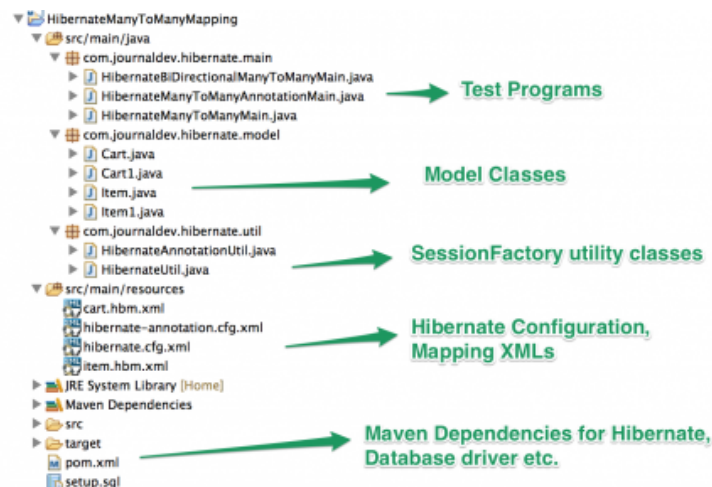 HibernateManyToManyMapping
src/main/java
com.journaldev.hibernate.main
HibernateBiDirectionalManyToManyMain.java
HibernateManyToManyAnnotationMain.java
HibernateManyToManyMain.java
Test Programs
com.journaldev.hibernate.model
Cart.java
Cart1.java
Item.java
Item1.java
Model Classes
com.journaldev.hibernate.util
HibernateAnnotationUtil.java
HibernateUtil.java
SessionFactory utility classes
src/main/resources
cart.hbm.xml
hibernate-annotation.cfg.xml
hibernate.cfg.xml
item.hbm.xml
Hibernate Configuration,
Mapping XMLs
JRE System Library [Home]
Maven Dependencies
src
target
pom.xml
setup.sql
Maven Dependencies for Hibernate,
Database driver etc.